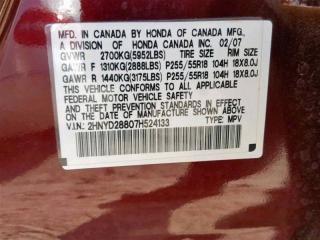 MFD. IN CANADA BY HONDA OF CANADA MFG.,
A DIVISION OF HONDA CANADA INC. 02/07
GVWR 2700KG(5952LBS) TIRE RIM SIZE
GAWR F 1310KG(2888LBS) P255/55R18 104H 18X8.0J
GAWR R 1440KG(3175LBS) P255/55R18 104H 18X8.0J
THIS VEHICLE CONFORMS TO ALL APPLICABLE
FEDERAL MOTOR VEHICLE SAFETY AND THEFT
PREVENTION STANDARDS IN EFFECT ON THE
DATE OF MANUFACTURE SHOWN ABOVE.
V.I.N: 2HNYD28807H524133 TYPE: MPV